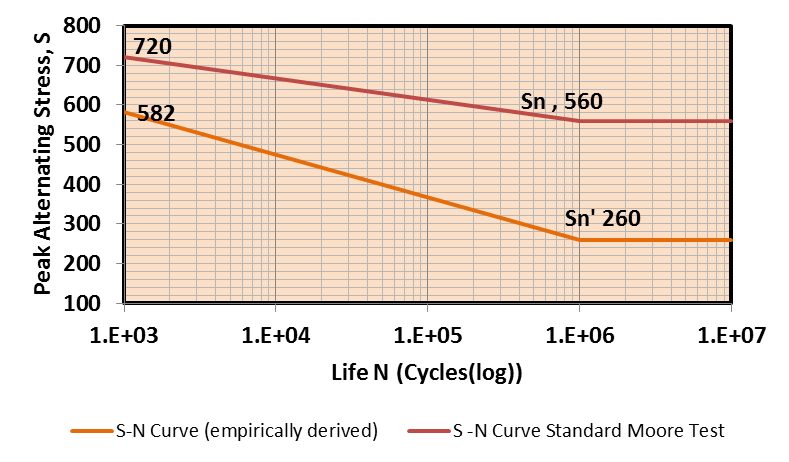 Peak Alternating Stress, S
800
700
600
500
400
300
200
100
720
582
Sn , 560
Sn' 260
1.E+03 1.E+04 1.E+05 1.E+06 1.E+07
Life N (Cycles(log))
S-N Curve (empirically derived) S -N Curve Standard Moore Test